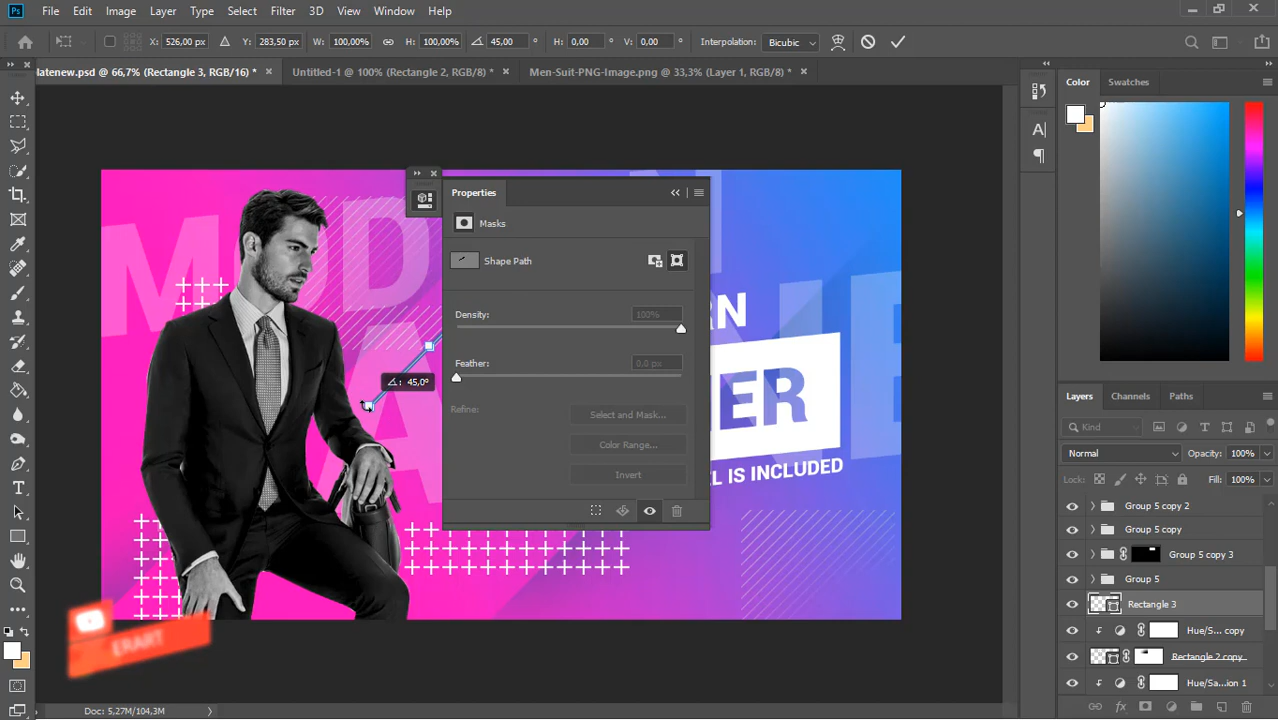 Ps File Edit Image Layer Type Select Filter 3D View Window Help
X: 526,00 px Y: 283,50 px W: 100,00% H: 100,00% 45,00 ° H: 0,00 ° V: 0,00 ° Interpolation: Bicubic
latenew.psd @ 66,7% (Rectangle 3, RGB/16) * Untitled-1 @ 100% (Rectangle 2, RGB/8) * Men-Suit-PNG-Image.png @ 33,3% (Layer 1, RGB/8) *
Color Swatches
Properties
Masks
Shape Path
Density: 100%
Feather: 0,0 px
Refine:
Select and Mask...
Color Range...
Invert
45,0°
MOD
RN
ER
EL IS INCLUDED
ERART
Layers Channels Paths
Kind
Normal Opacity: 100%
Lock: Fill: 100%
Group 5 copy 2
Group 5 copy
Group 5 copy 3
Group 5
Rectangle 3
Hue/S... copy
Rectangle 2 copy
Hue/Sa...ion 1
Doc: 5,27M/104,3M